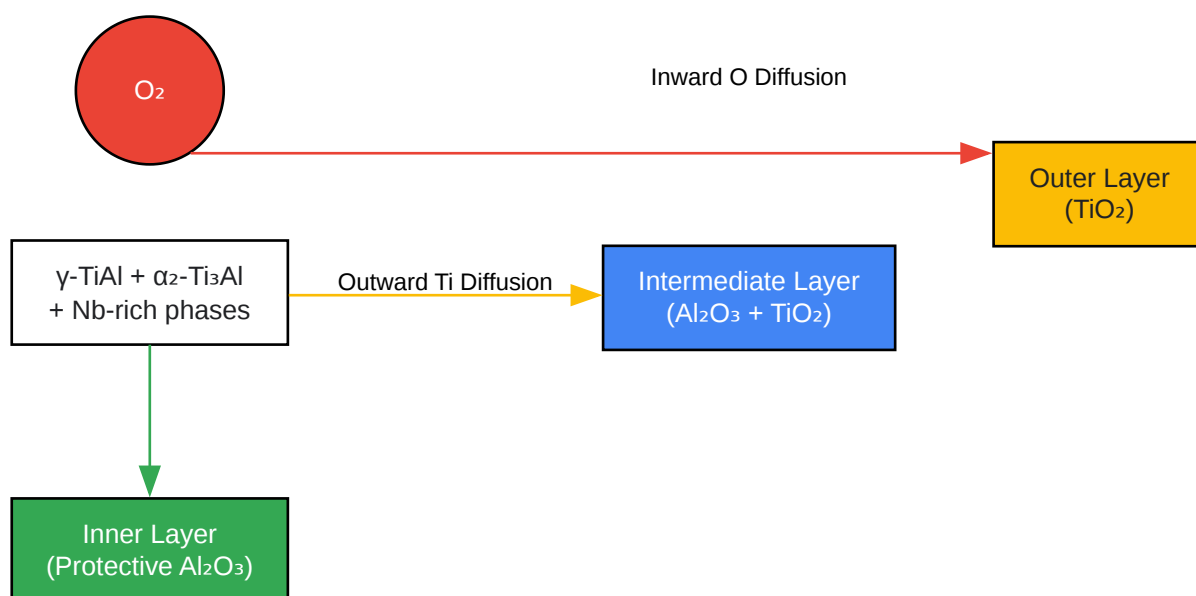 O₂
Inward O Diffusion
Outer Layer
(TiO₂)
γ-TiAl + α₂-Ti₃Al
+ Nb-rich phases
Outward Ti Diffusion
Intermediate Layer
(Al₂O₃ + TiO₂)
Inner Layer
(Protective Al₂O₃)